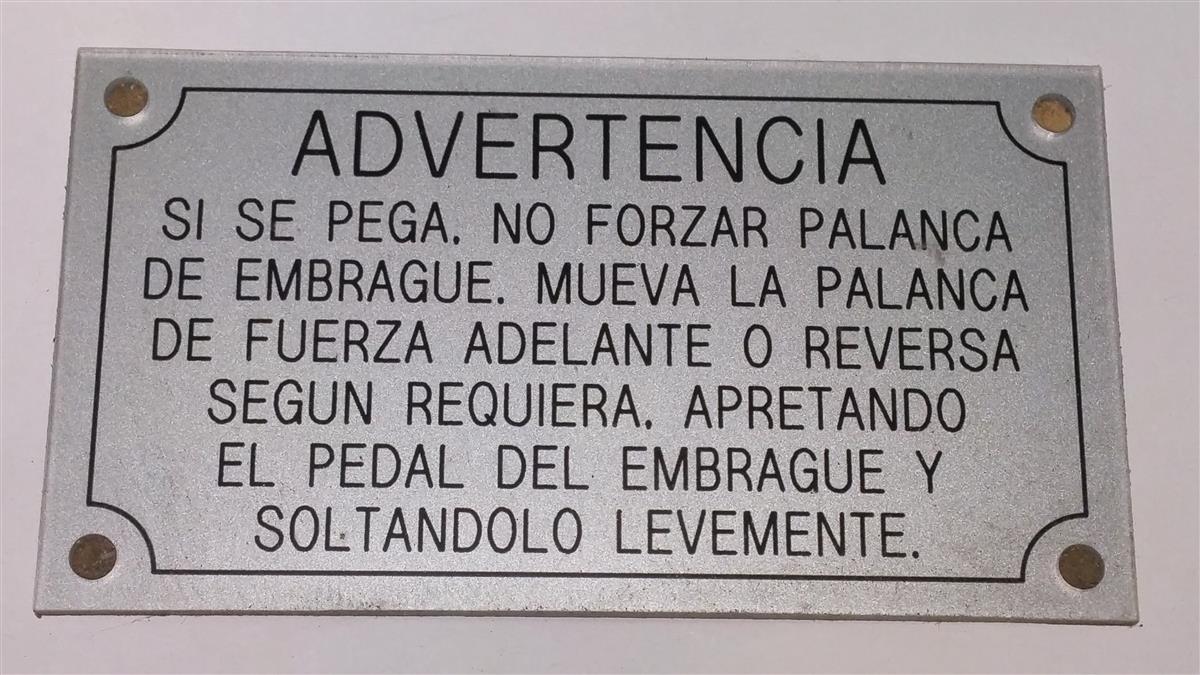 ADVERTENCIA
SI SE PEGA. NO FORZAR PALANCA
DE EMBRAGUE. MUEVA LA PALANCA
DE FUERZA ADELANTE O REVERSA
SEGUN REQUIERA. APRETANDO
EL PEDAL DEL EMBRAGUE Y
SOLTANDOLO LEVEMENTE.